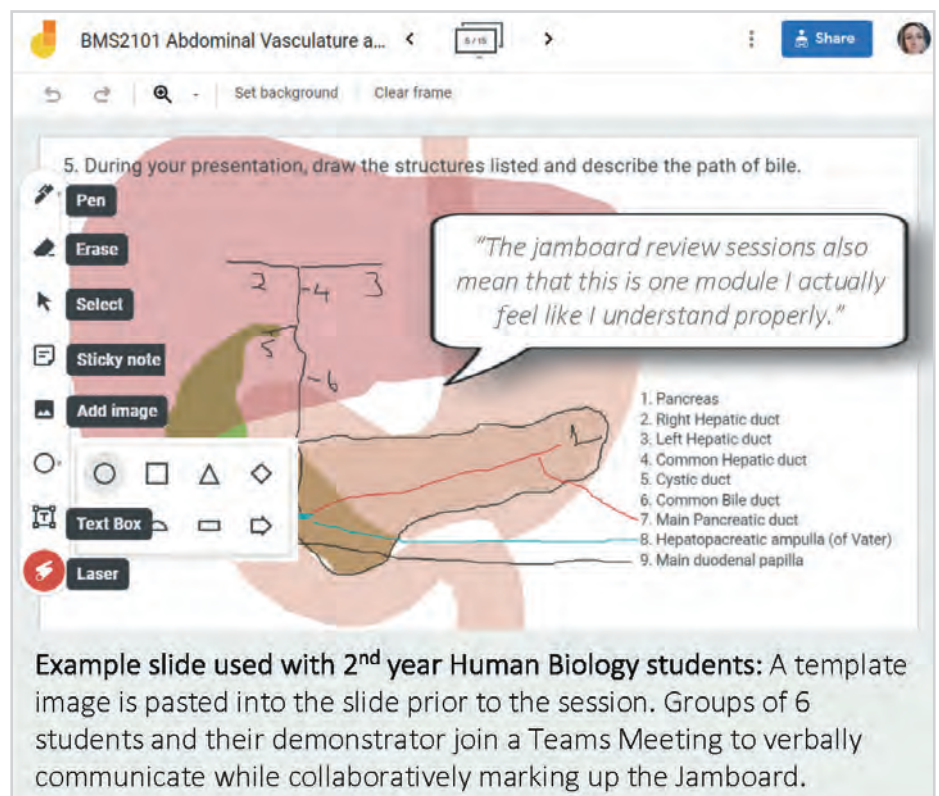 BMS2101 Abdominal Vasculature a...
5/15
Share
Set background
Clear frame
5. During your presentation, draw the structures listed and describe the path of bile.
Pen
Erase
Select
Sticky note
Add image
Text Box
Laser
"The jamboard review sessions also
mean that this is one module I actually
feel like I understand properly."
2
4
3
5
6
1
1. Pancreas
2. Right Hepatic duct
3. Left Hepatic duct
4. Common Hepatic duct
5. Cystic duct
6. Common Bile duct
7. Main Pancreatic duct
8. Hepatopacreatic ampulla (of Vater)
9. Main duodenal papilla
Example slide used with 2nd year Human Biology students: A template
image is pasted into the slide prior to the session. Groups of 6
students and their demonstrator join a Teams Meeting to verbally
communicate while collaboratively marking up the Jamboard.